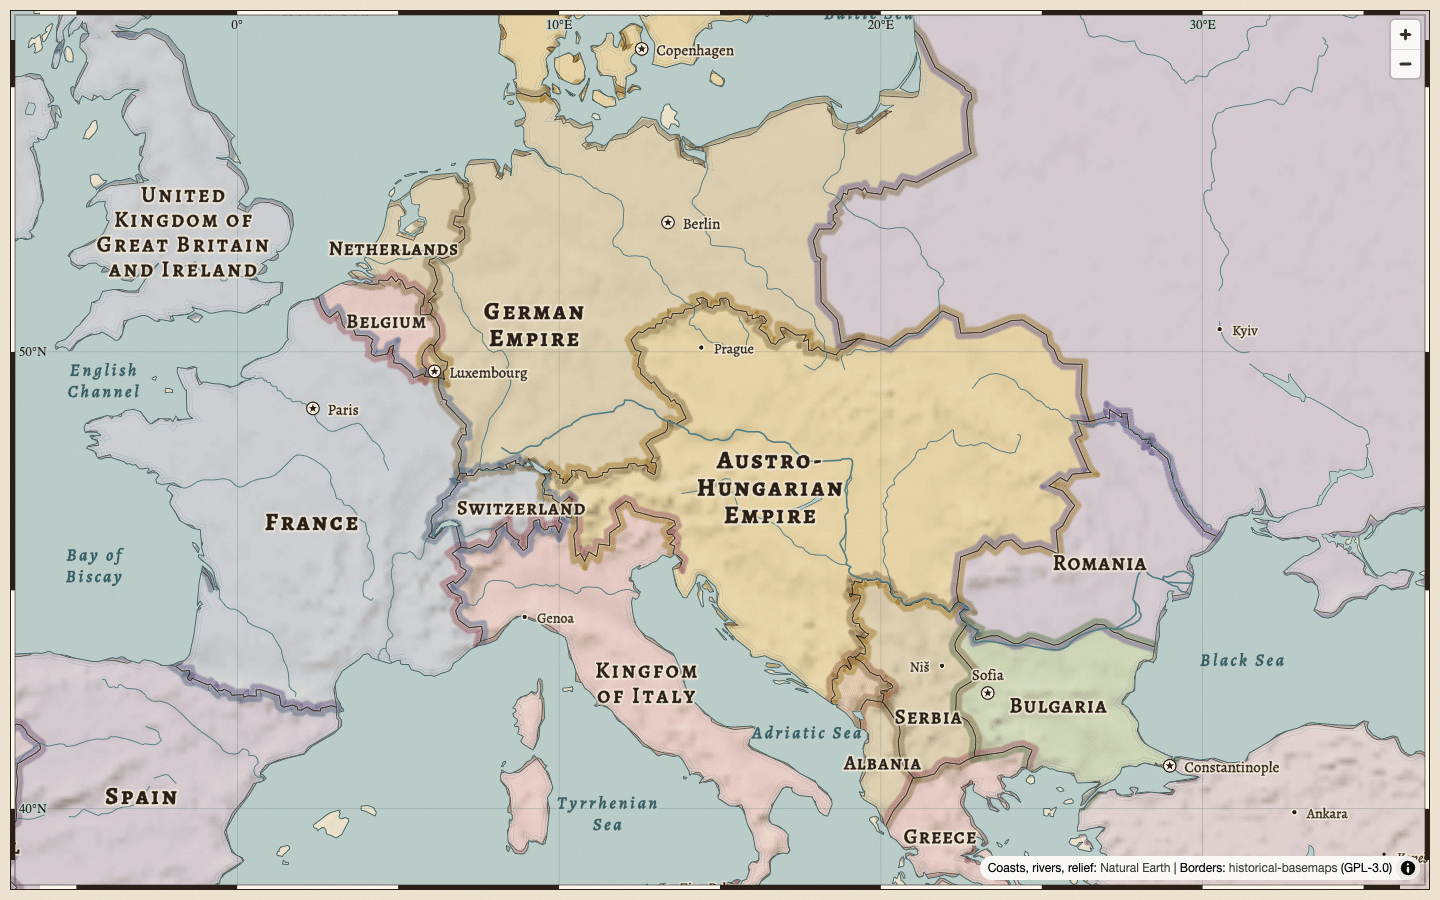 0°
10°E
20°E
30°E
Baltic Sea
Copenhagen
UNITED
KINGDOM OF
GREAT BRITAIN
AND IRELAND
Berlin
NETHERLANDS
GERMAN
EMPIRE
BELGIUM
Kyiv
50°N
Prague
English
Channel
Luxembourg
Paris
AUSTRO-
HUNGARIAN
EMPIRE
SWITZERLAND
FRANCE
Bay of
Biscay
ROMANIA
Genoa
KINGFOM
OF ITALY
Niš
Sofia
Black Sea
BULGARIA
SERBIA
Adriatic Sea
ALBANIA
Constantinople
SPAIN
40°N
Tyrrhenian
Sea
Ankara
GREECE
Coasts, rivers, relief: Natural Earth | Borders: historical-basemaps (GPL-3.0)